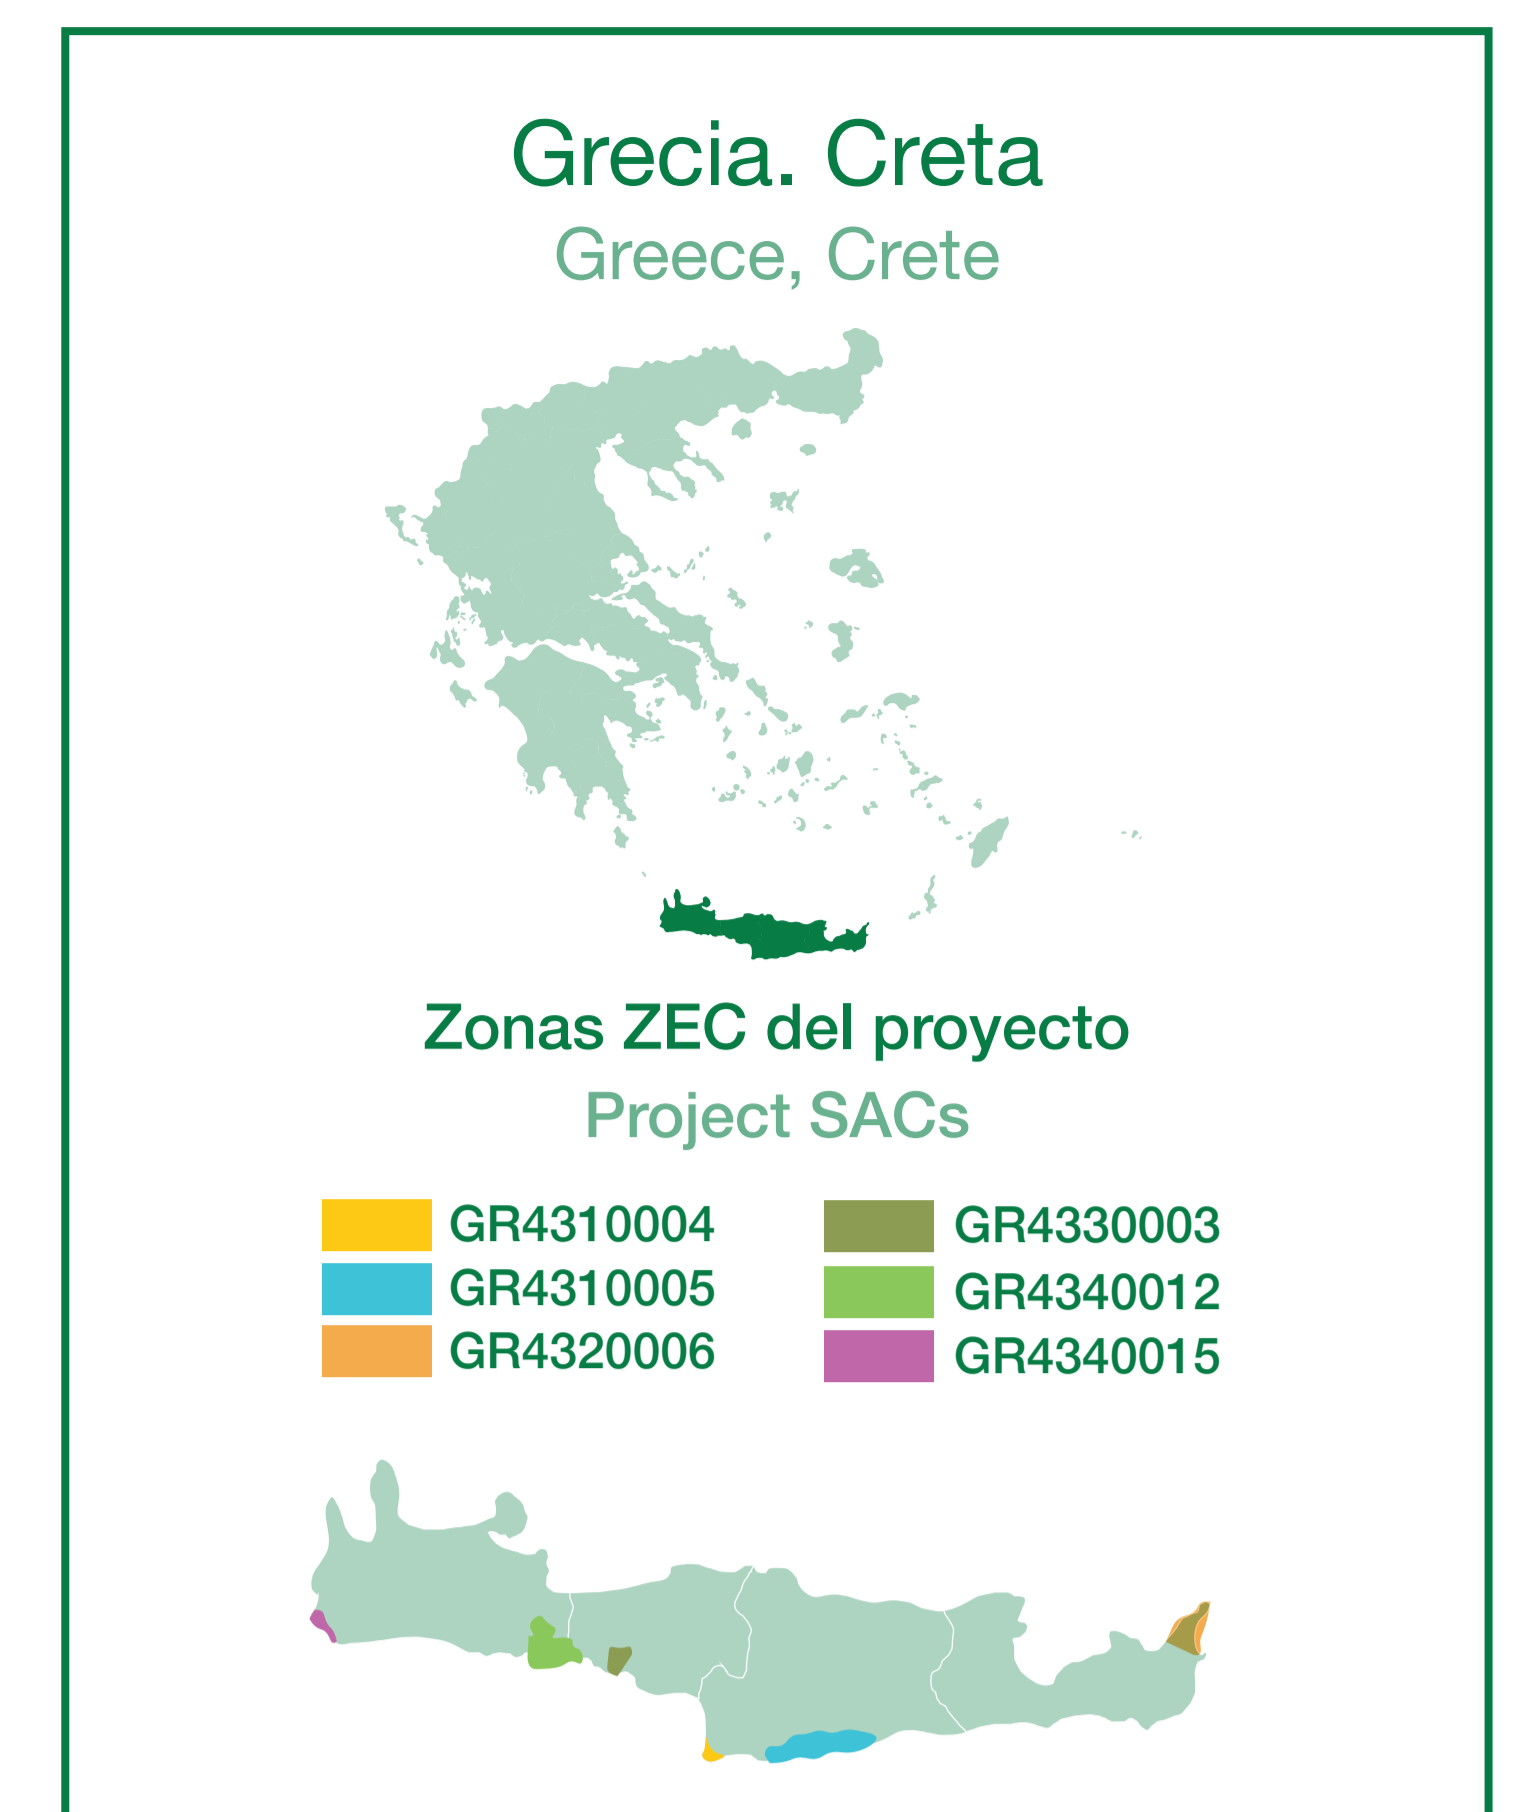 Grecia. Creta
Greece, Crete
Zonas ZEC del proyecto
Project SACs
GR4310004
GR4310005
GR4320006
GR4330003
GR4340012
GR4340015